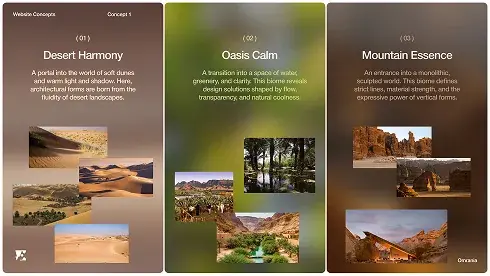 Website Concepts
Concept 1
( 01 )
Desert Harmony
A portal into the world of soft dunes
and warm light and shadow. Here,
architectural forms are born from the
fluidity of desert landscapes.
( 02 )
Oasis Calm
A transition into a space of water,
greenery, and clarity. This biome reveals
design solutions shaped by flow,
transparency, and natural coolness.
( 03 )
Mountain Essence
An entrance into a monolithic,
sculpted world. This biome defines
strict lines, material strength, and the
expressive power of vertical forms.
Omrania